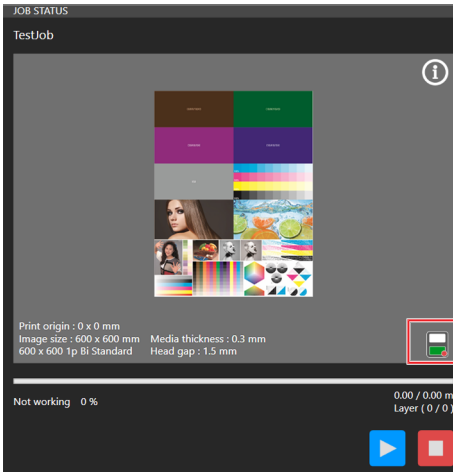 JOB STATUS
TestJob
Print origin : 0 x 0 mm
Image size : 600 x 600 mm Media thickness : 0.3 mm
600 x 600 1p Bi Standard Head gap : 1.5 mm
Not working 0 %
0.00 / 0.00 m
Layer ( 0 / 0 )